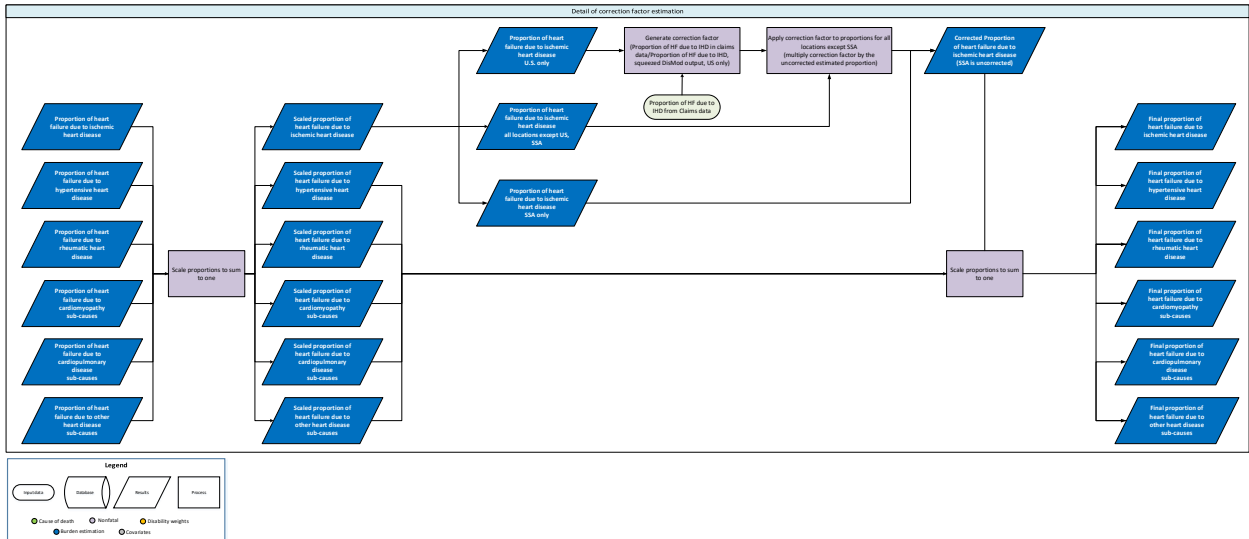 Detail of correction factor estimation
Proportion of heart
failure due to ischemic
heart disease
U.S. only
Generate correction factor
(Proportion of HF due to IHD in claims
data/Proportion of HF due to IHD,
squeezed DisMod output, US only)
Apply correction factor to proportions for all
locations except SSA
(multiply correction factor by the
uncorrected estimated proportion)
Corrected Proportion
of heart failure due to
ischemic heart disease
(SSA is uncorrected)
Proportion of HF due to
IHD from Claims data
Proportion of heart
failure due to ischemic
heart disease
Scaled proportion of
heart failure due to
ischemic heart disease
Proportion of heart
failure due to ischemic
heart disease
all locations except US,
SSA
Final proportion of
heart failure due to
ischemic heart disease
Proportion of heart
failure due to
hypertensive heart
disease
Scaled proportion of
heart failure due to
hypertensive heart
disease
Proportion of heart
failure due to ischemic
heart disease
SSA only
Final proportion of
heart failure due to
hypertensive heart
disease
Proportion of heart
failure due to
rheumatic heart
disease
Scaled proportion of
heart failure due to
rheumatic heart
disease
Final proportion of
heart failure due to
rheumatic heart
disease
Scale proportions to sum
to one
Scale proportions to sum
to one
Proportion of heart
failure due to
cardiomyopathy
sub-causes
Scaled proportion of
heart failure due to
cardiomyopathy
sub-causes
Final proportion of
heart failure due to
cardiomyopathy
sub-causes
Proportion of heart
failure due to
cardiopulmonary
disease
sub-causes
Scaled proportion of
heart failure due to
cardiopulmonary
disease
sub-causes
Final proportion of
heart failure due to
cardiopulmonary
disease
sub-causes
Proportion of heart
failure due to other
heart disease
sub-causes
Scaled proportion of
heart failure due to
other heart disease
sub-causes
Final proportion of
heart failure due to
other heart disease
sub-causes
Legend
Input data
Database
Results
Process
Cause of death
Nonfatal
Disability weights
Burden estimation
Covariates